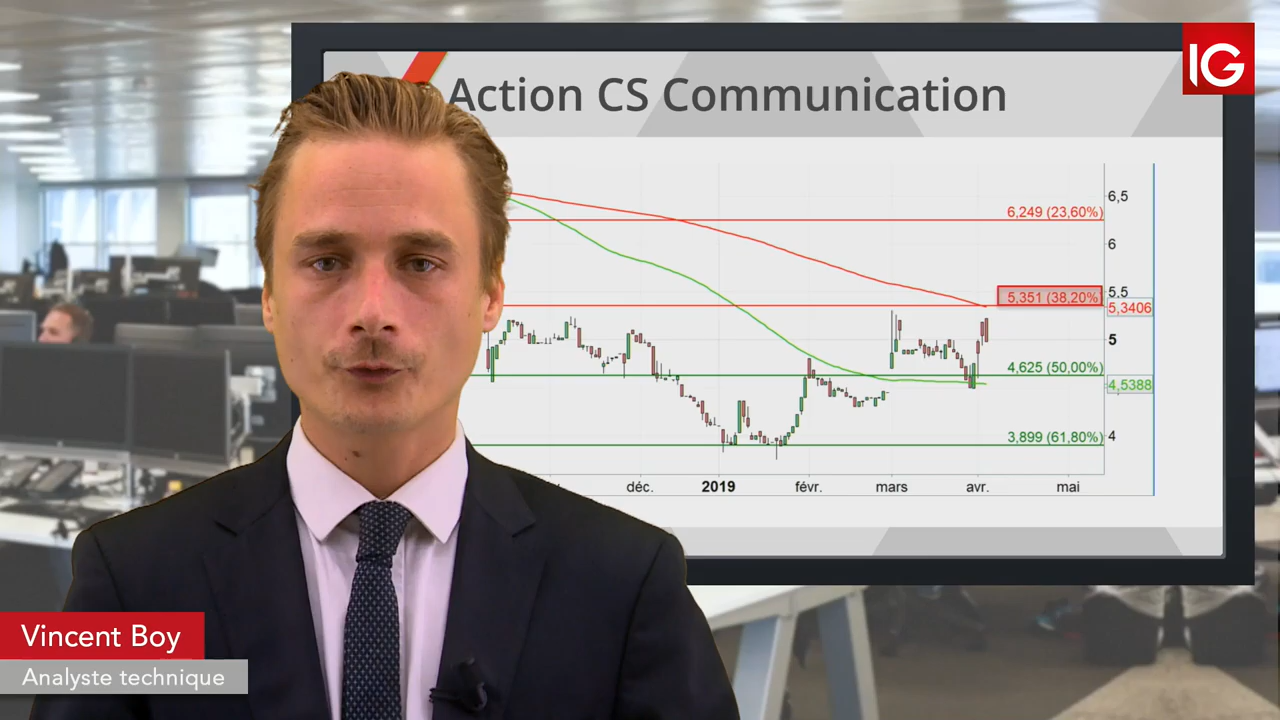 IG
Action CS Communication
6,5
6,249 (23,60%)
6
5,5
5,351 (38,20%)
5,3406
5
4,625 (50,00%)
4,5388
4
3,899 (61,80%)
déc. 2019 févr. mars avr. mai
Vincent Boy
Analyste technique